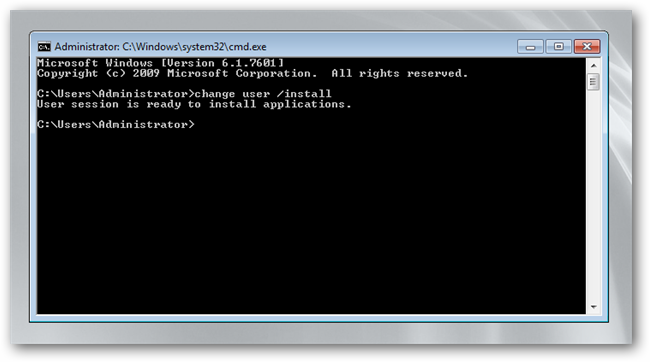 Administrator: C:\Windows\system32\cmd.exe
Microsoft Windows [Version 6.1.7601]
Copyright (c) 2009 Microsoft Corporation.  All rights reserved.
C:\Users\Administrator>change user /install
User session is ready to install applications.
C:\Users\Administrator>